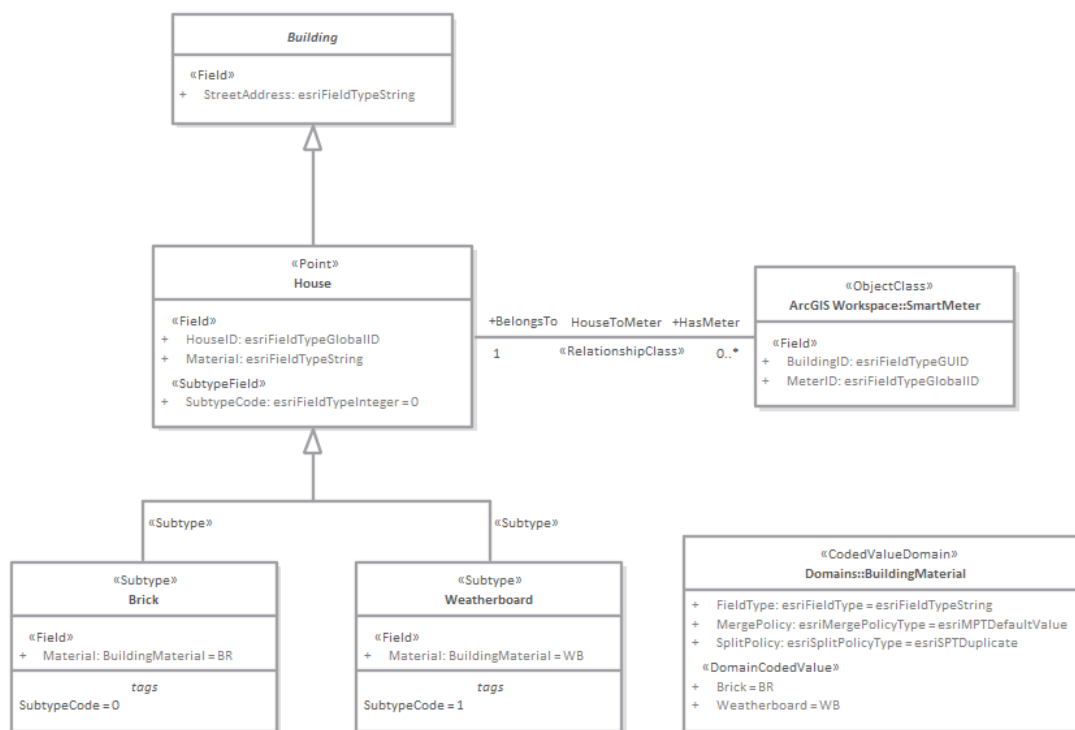 Building
«Field»
+ StreetAddress: esriFieldTypeString
«Point»
House
«Field»
+ HouseID: esriFieldTypeGlobalID
+ Material: esriFieldTypeString
«SubtypeField»
+ SubtypeCode: esriFieldTypeInteger = 0
+BelongsTo HouseToMeter +HasMeter
1 «RelationshipClass» 0..*
«ObjectClass»
ArcGIS Workspace::SmartMeter
«Field»
+ BuildingID: esriFieldTypeGUID
+ MeterID: esriFieldTypeGlobalID
«Subtype»
«Subtype»
«Subtype»
Brick
«Field»
+ Material: BuildingMaterial = BR
tags
SubtypeCode = 0
«Subtype»
Weatherboard
«Field»
+ Material: BuildingMaterial = WB
tags
SubtypeCode = 1
«CodedValueDomain»
Domains::BuildingMaterial
+ FieldType: esriFieldType = esriFieldTypeString
+ MergePolicy: esriMergePolicyType = esriMPTDefaultValue
+ SplitPolicy: esriSplitPolicyType = esriSPTDuplicate
«DomainCodedValue»
+ Brick = BR
+ Weatherboard = WB